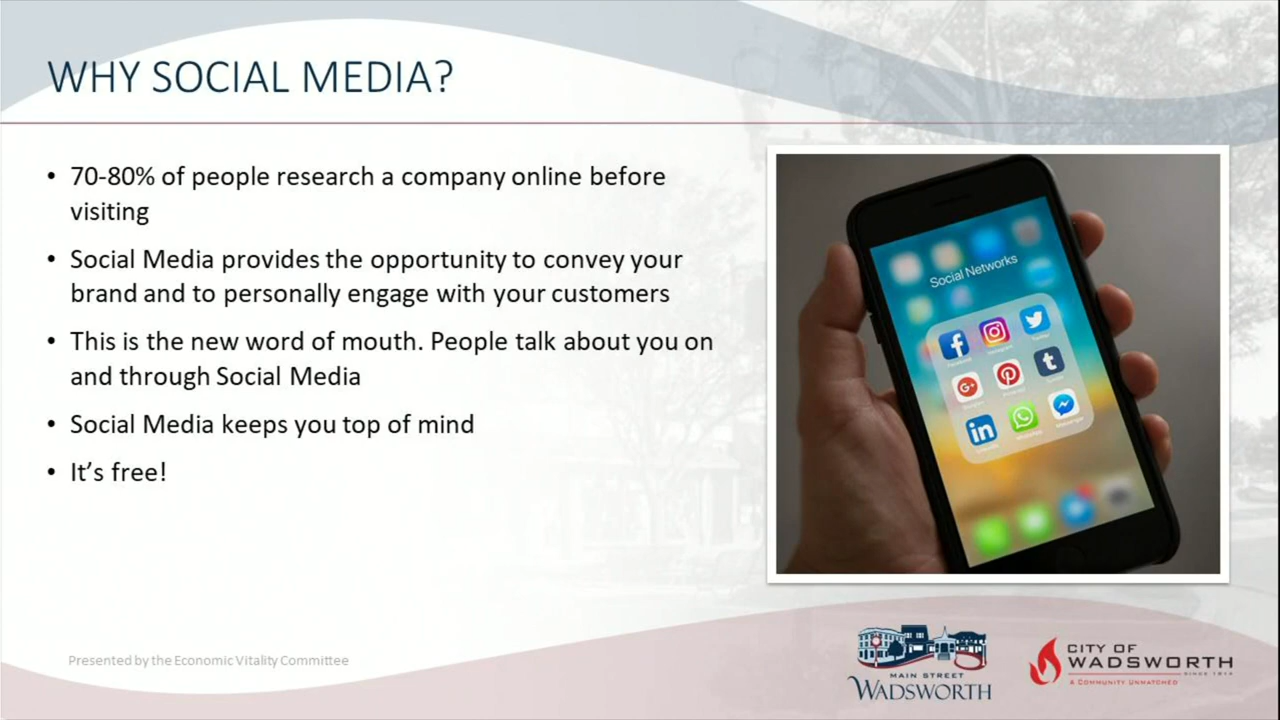 WHY SOCIAL MEDIA?
• 70-80% of people research a company online before
visiting
• Social Media provides the opportunity to convey your
brand and to personally engage with your customers
• This is the new word of mouth. People talk about you on
and through Social Media
• Social Media keeps you top of mind
• It’s free!
Social Networks
Presented by the Economic Vitality Committee
MAIN STREET
WADSWORTH
CITY OF
WADSWORTH
SINCE 1814
A COMMUNITY UNMATCHED